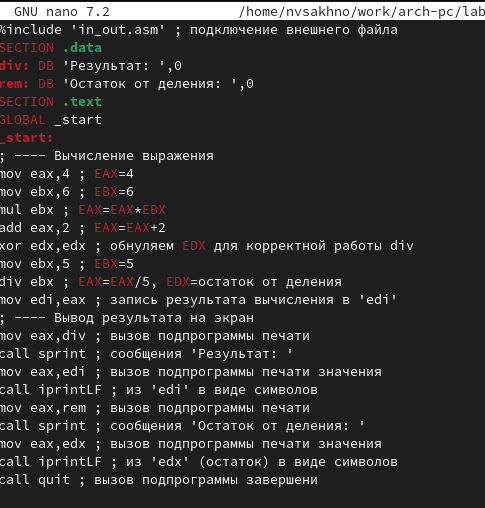 GNU nano 7.2 /home/nvsakhno/work/arch-pc/lab
%include 'in_out.asm' ; подключение внешнего файла
SECTION .data
div: DB 'Результат: ',0
rem: DB 'Остаток от деления: ',0
SECTION .text
GLOBAL _start
_start:
; ---- Вычисление выражения
mov eax,4 ; EAX=4
mov ebx,6 ; EBX=6
mul ebx ; EAX=EAX*EBX
add eax,2 ; EAX=EAX+2
xor edx,edx ; обнуляем EDX для корректной работы div
mov ebx,5 ; EBX=5
div ebx ; EAX=EAX/5, EDX=остаток от деления
mov edi,eax ; запись результата вычисления в 'edi'
; ---- Вывод результата на экран
mov eax,div ; вызов подпрограммы печати
call sprint ; сообщения 'Результат: '
mov eax,edi ; вызов подпрограммы печати значения
call iprintLF ; из 'edi' в виде символов
mov eax,rem ; вызов подпрограммы печати
call sprint ; сообщения 'Остаток от деления: '
mov eax,edx ; вызов подпрограммы печати значения
call iprintLF ; из 'edx' (остаток) в виде символов
call quit ; вызов подпрограммы завершени